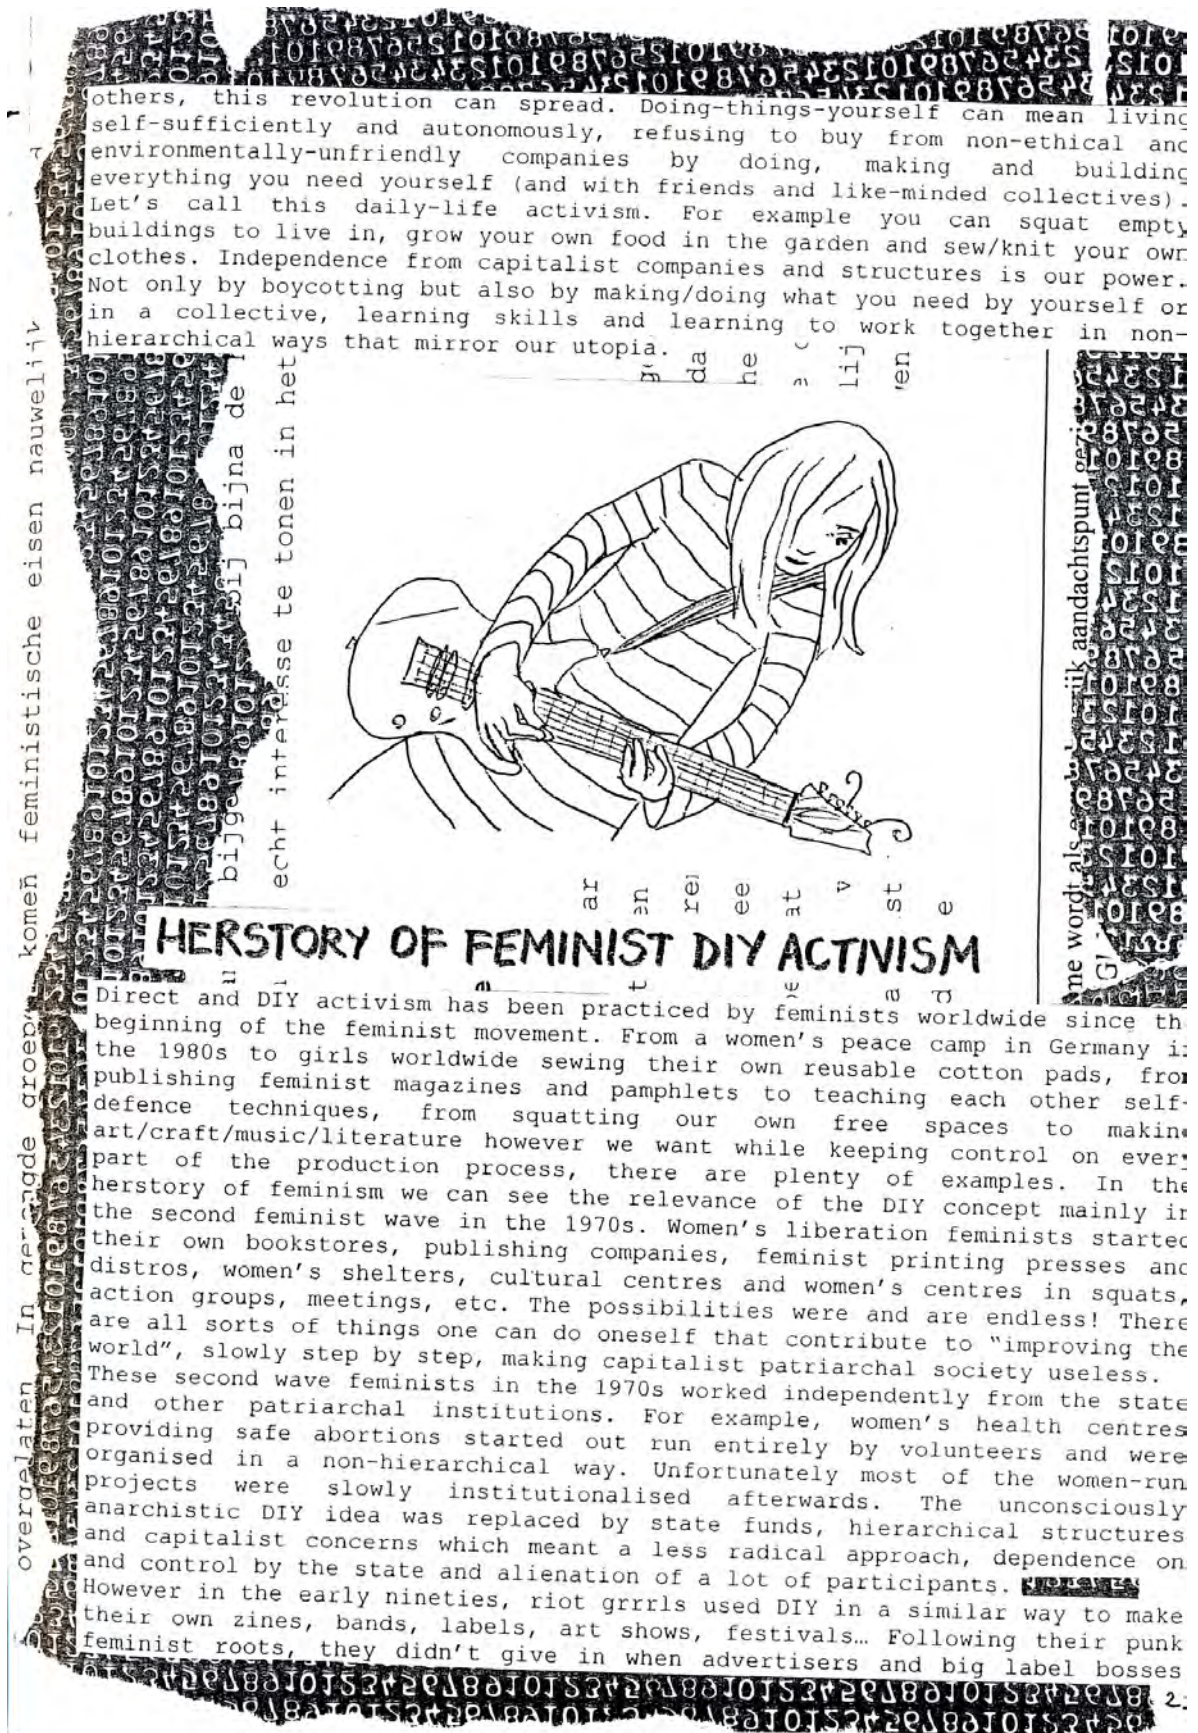 others, this revolution can spread. Doing-things-yourself can mean living
self-sufficiently and autonomously, refusing to buy from non-ethical and
environmentally-unfriendly companies by doing, making and building
everything you need yourself (and with friends and like-minded collectives).
Let's call this daily-life activism. For example you can squat empty
buildings to live in, grow your own food in the garden and sew/knit your own
clothes. Independence from capitalist companies and structures is our power.
Not only by boycotting but also by making/doing what you need by yourself or
in a collective, learning skills and learning to work together in non-
hierarchical ways that mirror our utopia.
komen feministische eisen nauwelijk
overgelaten In
bij bijna de
echt interesse te tonen in het
me wordt als
aandachtspunt
HERSTORY OF FEMINIST DIY ACTIVISM
Direct and DIY activism has been practiced by feminists worldwide since th
beginning of the feminist movement. From a women's peace camp in Germany i
the 1980s to girls worldwide sewing their own reusable cotton pads, fro
publishing feminist magazines and pamphlets to teaching each other self-
defence techniques, from squatting our own free spaces to makin
art/craft/music/literature however we want while keeping control on every
part of the production process, there are plenty of examples. In the
herstory of feminism we can see the relevance of the DIY concept mainly in
the second feminist wave in the 1970s. Women's liberation feminists started
their own bookstores, publishing companies, feminist printing presses and
distros, women's shelters, cultural centres and women's centres in squats,
action groups, meetings, etc. The possibilities were and are endless! There
are all sorts of things one can do oneself that contribute to "improving the
world", slowly step by step, making capitalist patriarchal society useless.
These second wave feminists in the 1970s worked independently from the state
and other patriarchal institutions. For example, women's health centres
providing safe abortions started out run entirely by volunteers and were
organised in a non-hierarchical way. Unfortunately most of the women-run
projects were slowly institutionalised afterwards. The unconsciously
anarchistic DIY idea was replaced by state funds, hierarchical structures
and capitalist concerns which meant a less radical approach, dependence on
and control by the state and alienation of a lot of participants.
However in the early nineties, riot grrrls used DIY in a similar way to make
their own zines, bands, labels, art shows, festivals… Following their punk
feminist roots, they didn't give in when advertisers and big label bosses